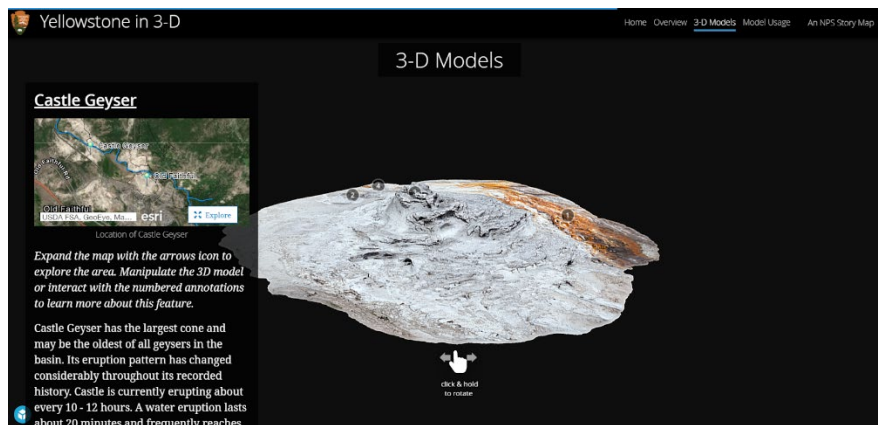 Yellowstone in 3-D
Home Overview 3-D Models Model Usage An NPS Story Map
3-D Models
Castle Geyser
Castle Geyser
Old Faithful
Old Faithful
USDA FSA, GeoEye, Ma...
esri
Explore
Location of Castle Geyser
Expand the map with the arrows icon to
explore the area. Manipulate the 3D model
or interact with the numbered annotations
to learn more about this feature.
Castle Geyser has the largest cone and
may be the oldest of all geysers in the
basin. Its eruption pattern has changed
considerably throughout its recorded
history. Castle is currently erupting about
every 10 - 12 hours. A water eruption lasts
about 20 minutes and frequently reaches
2
4
1
click & hold
to rotate